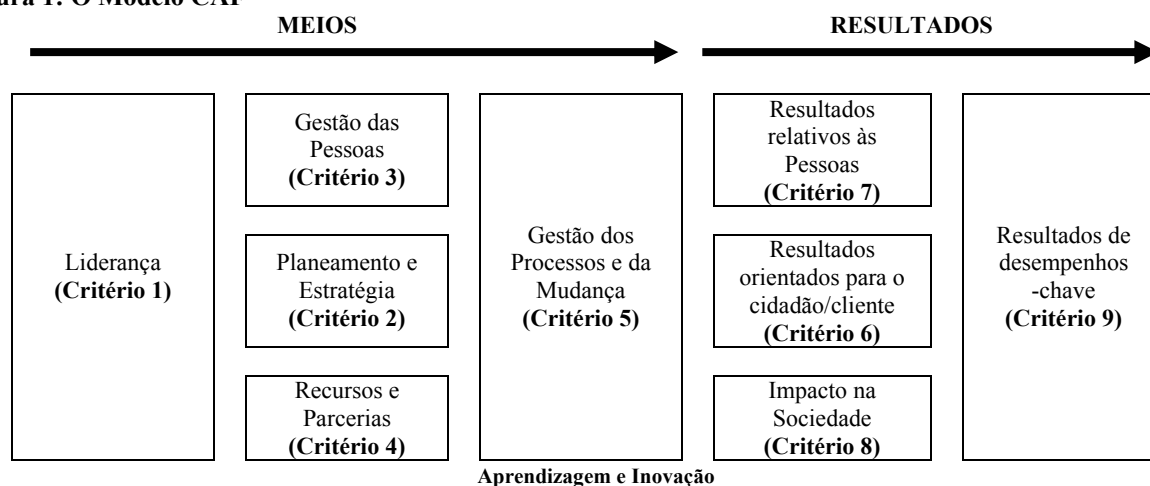 O Modelo CAF
MEIOS
RESULTADOS
Liderança
(Critério 1)
Gestão das
Pessoas
(Critério 3)
Planeamento e
Estratégia
(Critério 2)
Recursos e
Parcerias
(Critério 4)
Gestão dos
Processos e da
Mudança
(Critério 5)
Resultados
relativos às
Pessoas
(Critério 7)
Resultados
orientados para o
cidadão/cliente
(Critério 6)
Impacto na
Sociedade
(Critério 8)
Resultados de
desempenhos
-chave
(Critério 9)
Aprendizagem e Inovação